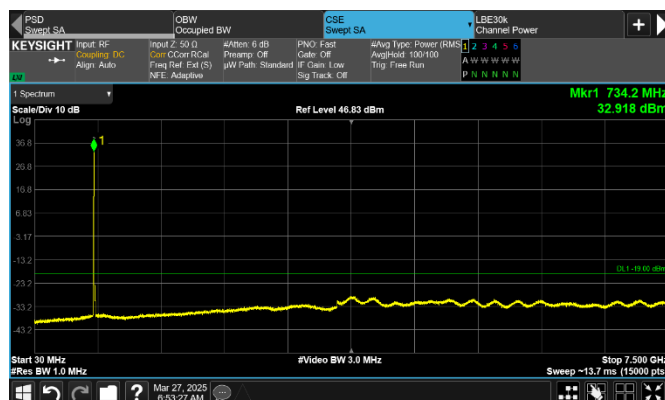 PSD
Swept SA
OBW
Occupied BW
CSE
Swept SA
LBE30k
Channel Power
KEYSIGHT
Input: RF
Coupling: DC
Align: Auto
Input Z: 50 Ω
Corr CCorr RCal
Freq Ref: Ext (S)
NFE: Adaptive
#Atten: 6 dB
Preamp: Off
µW Path: Standard
PNO: Fast
Gate: Off
IF Gain: Low
Sig Track: Off
#Avg Type: Power (RMS
Avg|Hold: 100/100
Trig: Free Run
1 2 3 4 5 6
A W W W W W
P N N N N N
1 Spectrum
Scale/Div 10 dB
Ref Level 46.83 dBm
Mkr1 734.2 MHz
32.918 dBm
Log
1
36.8
26.8
16.8
6.83
-3.17
-13.2
-23.2
-33.2
-43.2
DL1 -19.00 dBm
Start 30 MHz
#Video BW 3.0 MHz
Stop 7.500 GHz
#Res BW 1.0 MHz
Sweep ~13.7 ms (15000 pts)
Mar 27, 2025
6:53:27 AM